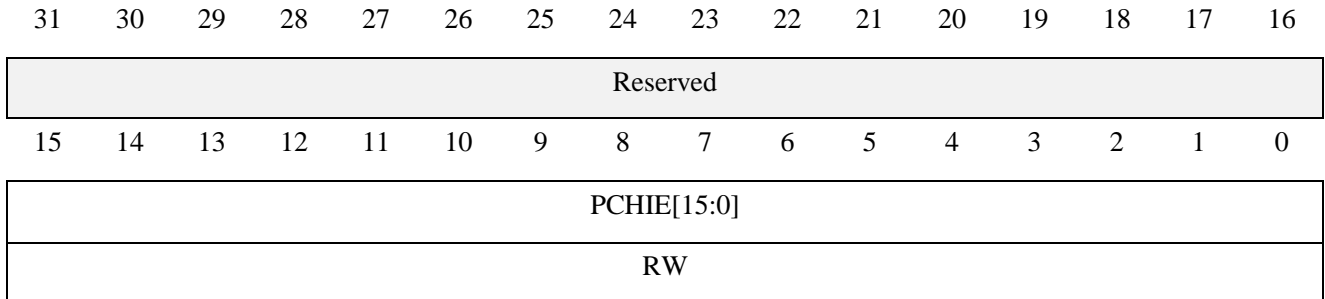 31 30 29 28 27 26 25 24 23 22 21 20 19 18 17 16
Reserved
15 14 13 12 11 10 9 8 7 6 5 4 3 2 1 0
PCHIE[15:0]
RW